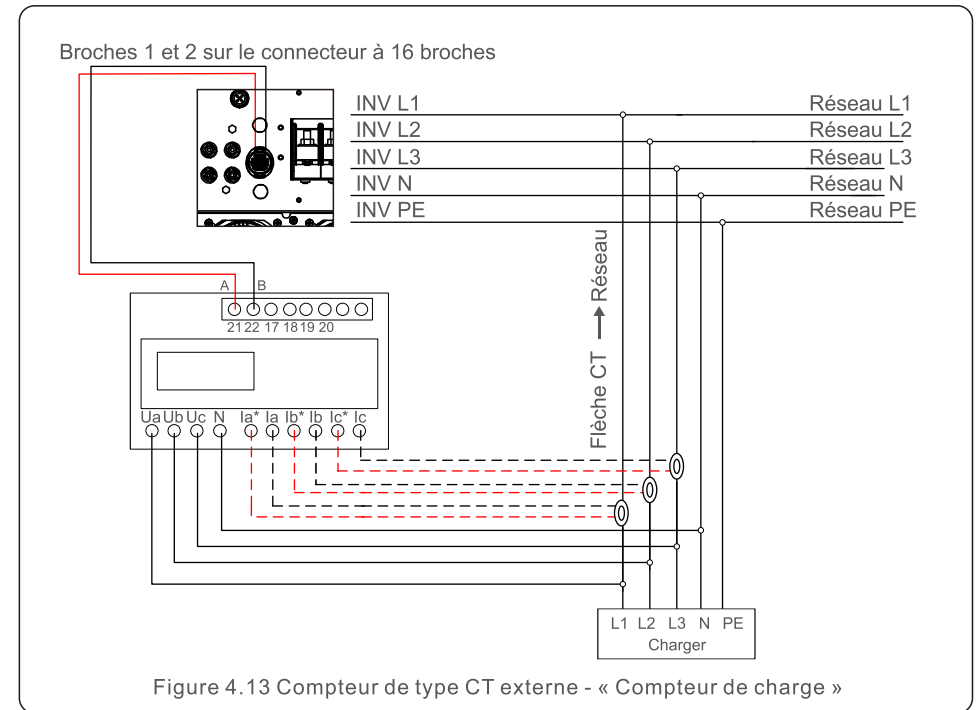 Broches 1 et 2 sur le connecteur à 16 broches
INV L1 Réseau L1
INV L2 Réseau L2
INV L3 Réseau L3
INV N Réseau N
INV PE Réseau PE
Flèche CT → Réseau
A B
21 22 17 18 19 20
Ua Ub Uc N Ia* Ia Ib* Ib Ic* Ic
L1 L2 L3 N PE
Charger
Figure 4.13 Compteur de type CT externe - « Compteur de charge »